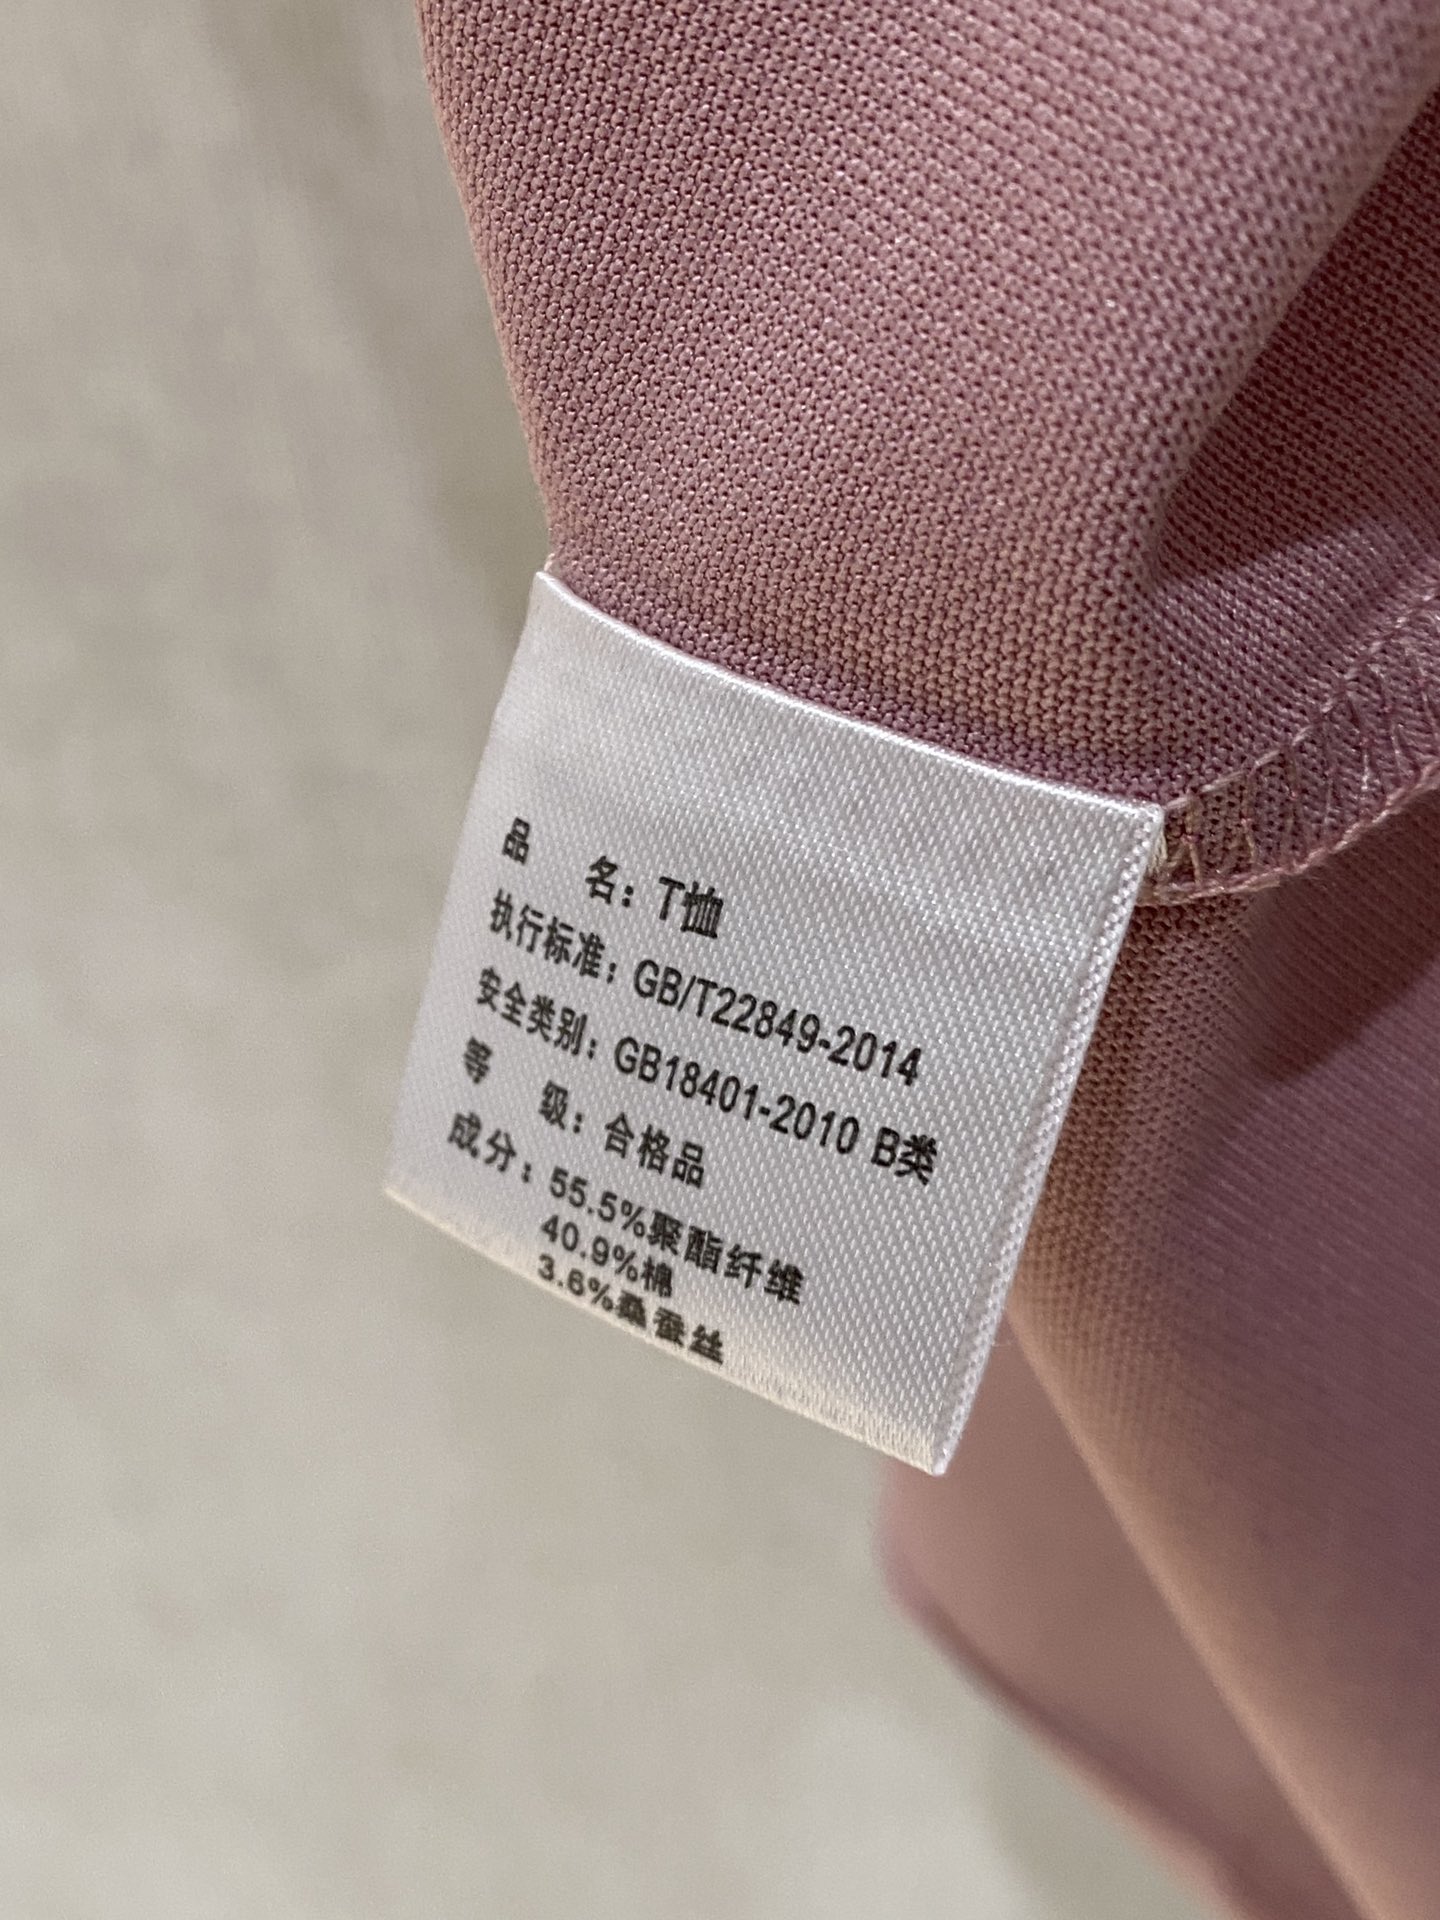 品 名：T恤
执行标准：GB/T22849-2014
安全类别：GB18401-2010 B类
等 级：合格品
成分：55.5%聚酯纤维
40.9%棉
3.6%桑蚕丝